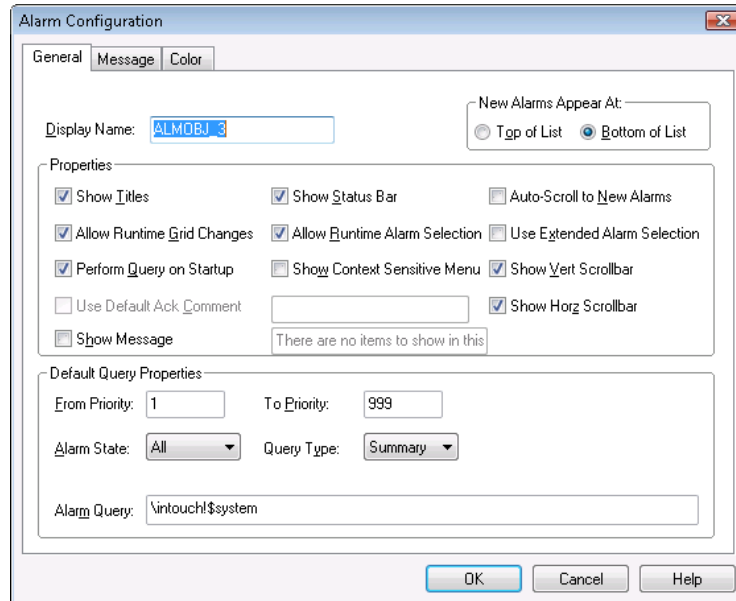 Alarm Configuration
General Message Color
New Alarms Appear At:
Display Name: ALMOBJ_3
Top of List Bottom of List
Properties
Show Titles Show Status Bar Auto-Scroll to New Alarms
Allow Runtime Grid Changes Allow Runtime Alarm Selection Use Extended Alarm Selection
Perform Query on Startup Show Context Sensitive Menu Show Vert Scrollbar
Use Default Ack Comment Show Horz Scrollbar
Show Message There are no items to show in this
Default Query Properties
From Priority: 1 To Priority: 999
Alarm State: All Query Type: Summary
Alarm Query: \intouch!$system
OK Cancel Help